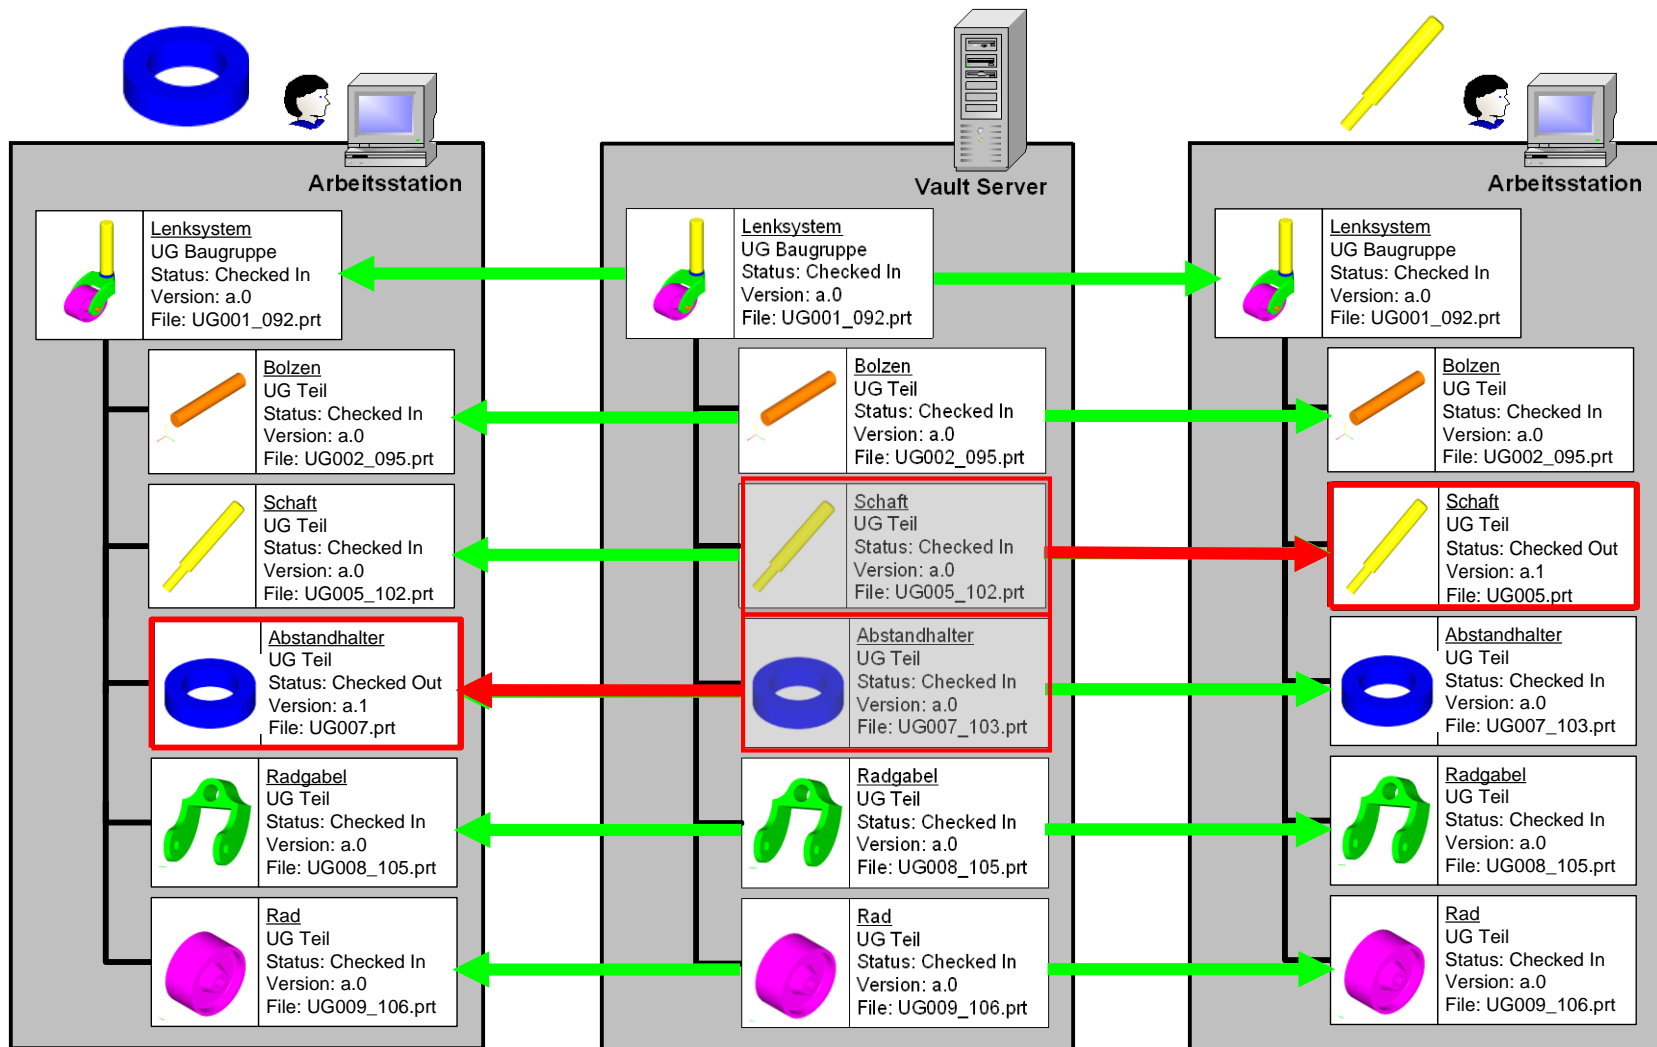 Arbeitsstation
Lenksystem
UG Baugruppe
Status: Checked In
Version: a.0
File: UG001_092.prt
Bolzen
UG Teil
Status: Checked In
Version: a.0
File: UG002_095.prt
Schaft
UG Teil
Status: Checked In
Version: a.0
File: UG005_102.prt
Abstandhalter
UG Teil
Status: Checked Out
Version: a.1
File: UG007.prt
Radgabel
UG Teil
Status: Checked In
Version: a.0
File: UG008_105.prt
Rad
UG Teil
Status: Checked In
Version: a.0
File: UG009_106.prt
Vault Server
Lenksystem
UG Baugruppe
Status: Checked In
Version: a.0
File: UG001_092.prt
Bolzen
UG Teil
Status: Checked In
Version: a.0
File: UG002_095.prt
Schaft
UG Teil
Status: Checked In
Version: a.0
File: UG005_102.prt
Abstandhalter
UG Teil
Status: Checked In
Version: a.0
File: UG007_103.prt
Radgabel
UG Teil
Status: Checked In
Version: a.0
File: UG008_105.prt
Rad
UG Teil
Status: Checked In
Version: a.0
File: UG009_106.prt
Arbeitsstation
Lenksystem
UG Baugruppe
Status: Checked In
Version: a.0
File: UG001_092.prt
Bolzen
UG Teil
Status: Checked In
Version: a.0
File: UG002_095.prt
Schaft
UG Teil
Status: Checked Out
Version: a.1
File: UG005.prt
Abstandhalter
UG Teil
Status: Checked In
Version: a.0
File: UG007_103.prt
Radgabel
UG Teil
Status: Checked In
Version: a.0
File: UG008_105.prt
Rad
UG Teil
Status: Checked In
Version: a.0
File: UG009_106.prt